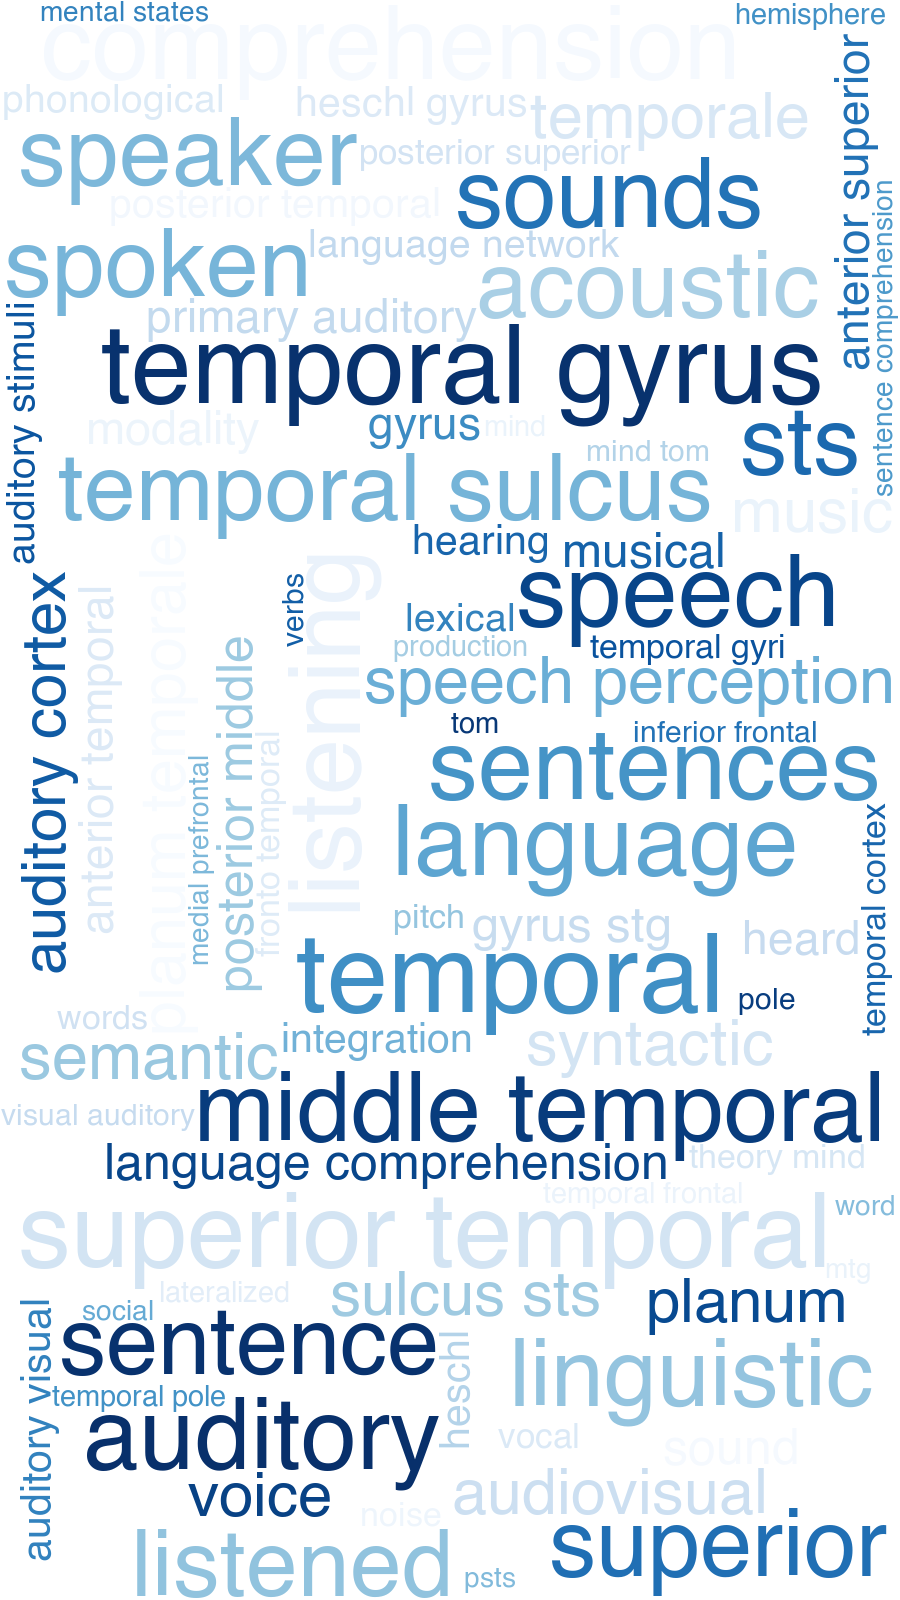 mental states
hemisphere
comprehension
phonological
heschl gyrus
temporale
anterior superior
speaker
posterior superior
sounds
posterior temporal
sentence comprehension
spoken
language network
acoustic
primary auditory
auditory stimuli
temporal gyrus
modality
gyrus
mind
sts
mind tom
temporal sulcus
music
hearing
musical
planum temporale
listening
speech
auditory cortex
anterior temporal
verbs
lexical
production
temporal gyri
posterior middle
speech perception
tom
inferior frontal
medial prefrontal
fronto temporal
sentences
language
temporal cortex
pitch
gyrus stg
heard
temporal
pole
words
semantic
integration
syntactic
middle temporal
visual auditory
language comprehension
theory mind
temporal frontal
superior temporal
word
mtg
lateralized
sulcus sts
planum
auditory visual
social
sentence
heschl
linguistic
temporal pole
auditory
vocal
sound
voice
audiovisual
noise
superior
listened
psts